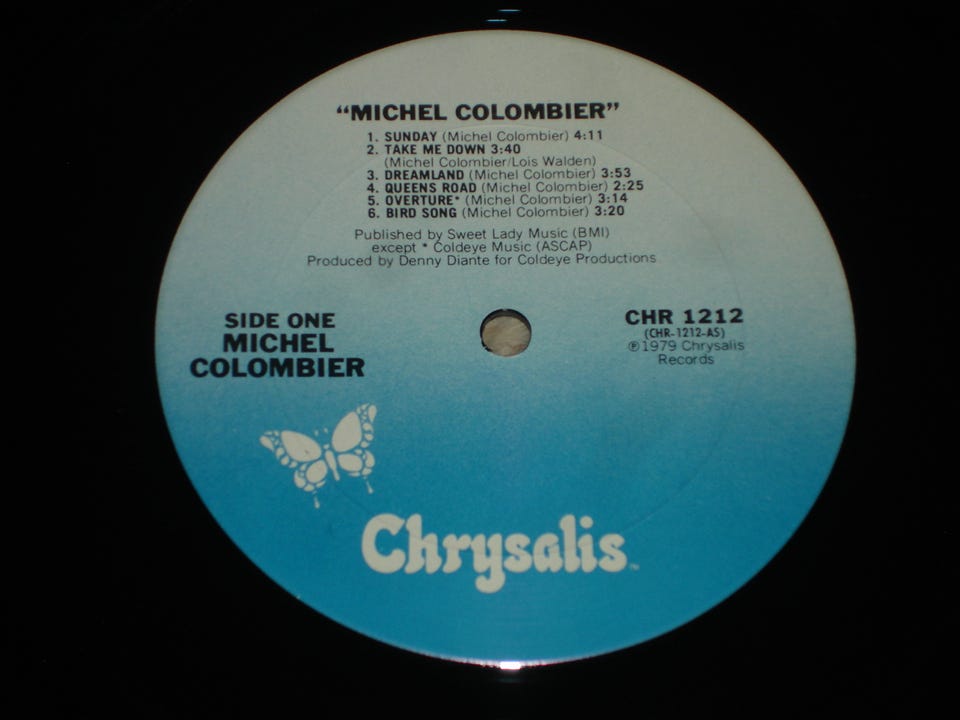 “MICHEL COLOMBIER”
1. SUNDAY (Michel Colombier) 4:11
2. TAKE ME DOWN 3:40
(Michel Colombier/Lois Walden)
3. DREAMLAND (Michel Colombier) 3:53
4. QUEENS ROAD (Michel Colombier) 2:25
5. OVERTURE* (Michel Colombier) 3:14
6. BIRD SONG (Michel Colombier) 3:20
Published by Sweet Lady Music (BMI)
except * Coldeye Music (ASCAP)
Produced by Denny Diante for Coldeye Productions
SIDE ONE
MICHEL
COLOMBIER
CHR 1212
(CHR-1212-AS)
℗1979 Chrysalis
Records
Chrysalis™